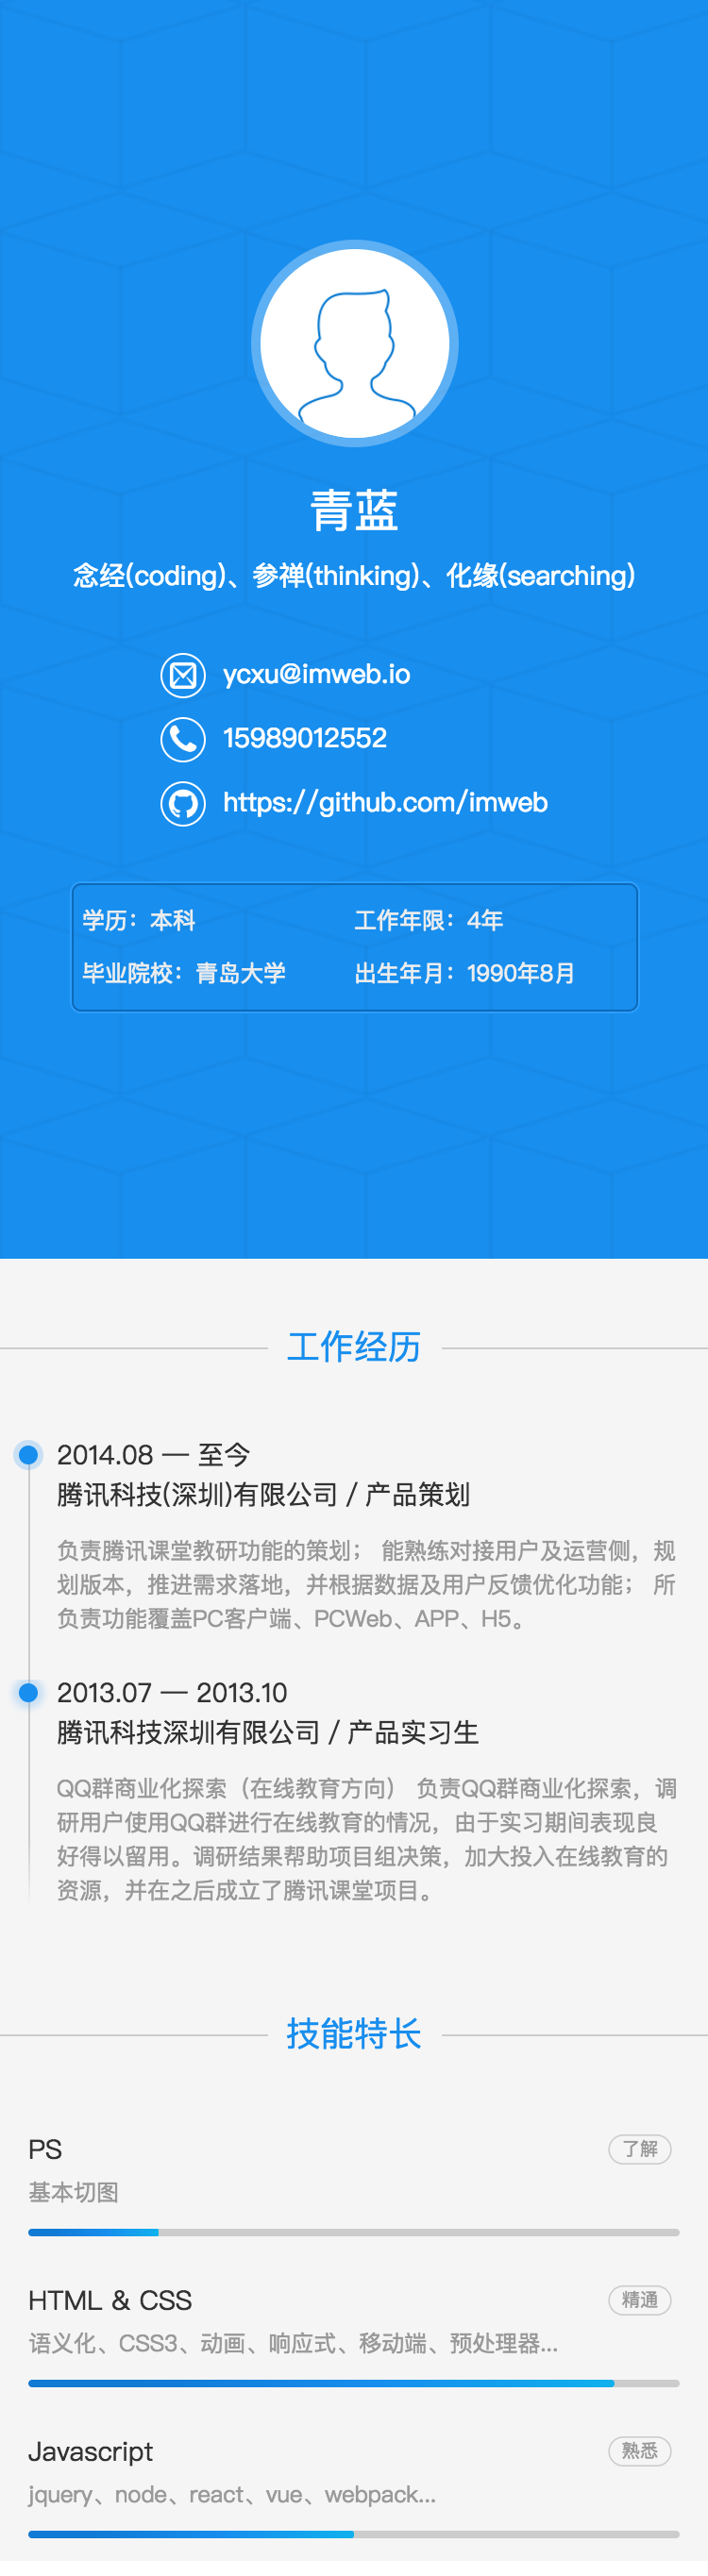 青蓝
念经(coding)、参禅(thinking)、化缘(searching)
ycxu@imweb.io
15989012552
https://github.com/imweb
学历：本科 工作年限：4年
毕业院校：青岛大学 出生年月：1990年8月
工作经历
2014.08 — 至今
腾讯科技(深圳)有限公司 / 产品策划
负责腾讯课堂教研功能的策划； 能熟练对接用户及运营侧，规
划版本，推进需求落地，并根据数据及用户反馈优化功能； 所
负责功能覆盖PC客户端、PCWeb、APP、H5。
2013.07 — 2013.10
腾讯科技深圳有限公司 / 产品实习生
QQ群商业化探索（在线教育方向） 负责QQ群商业化探索，调
研用户使用QQ群进行在线教育的情况，由于实习期间表现良
好得以留用。调研结果帮助项目组决策，加大投入在线教育的
资源，并在之后成立了腾讯课堂项目。
技能特长
PS 了解
基本切图
HTML & CSS 精通
语义化、CSS3、动画、响应式、移动端、预处理器...
Javascript 熟悉
jquery、node、react、vue、webpack...